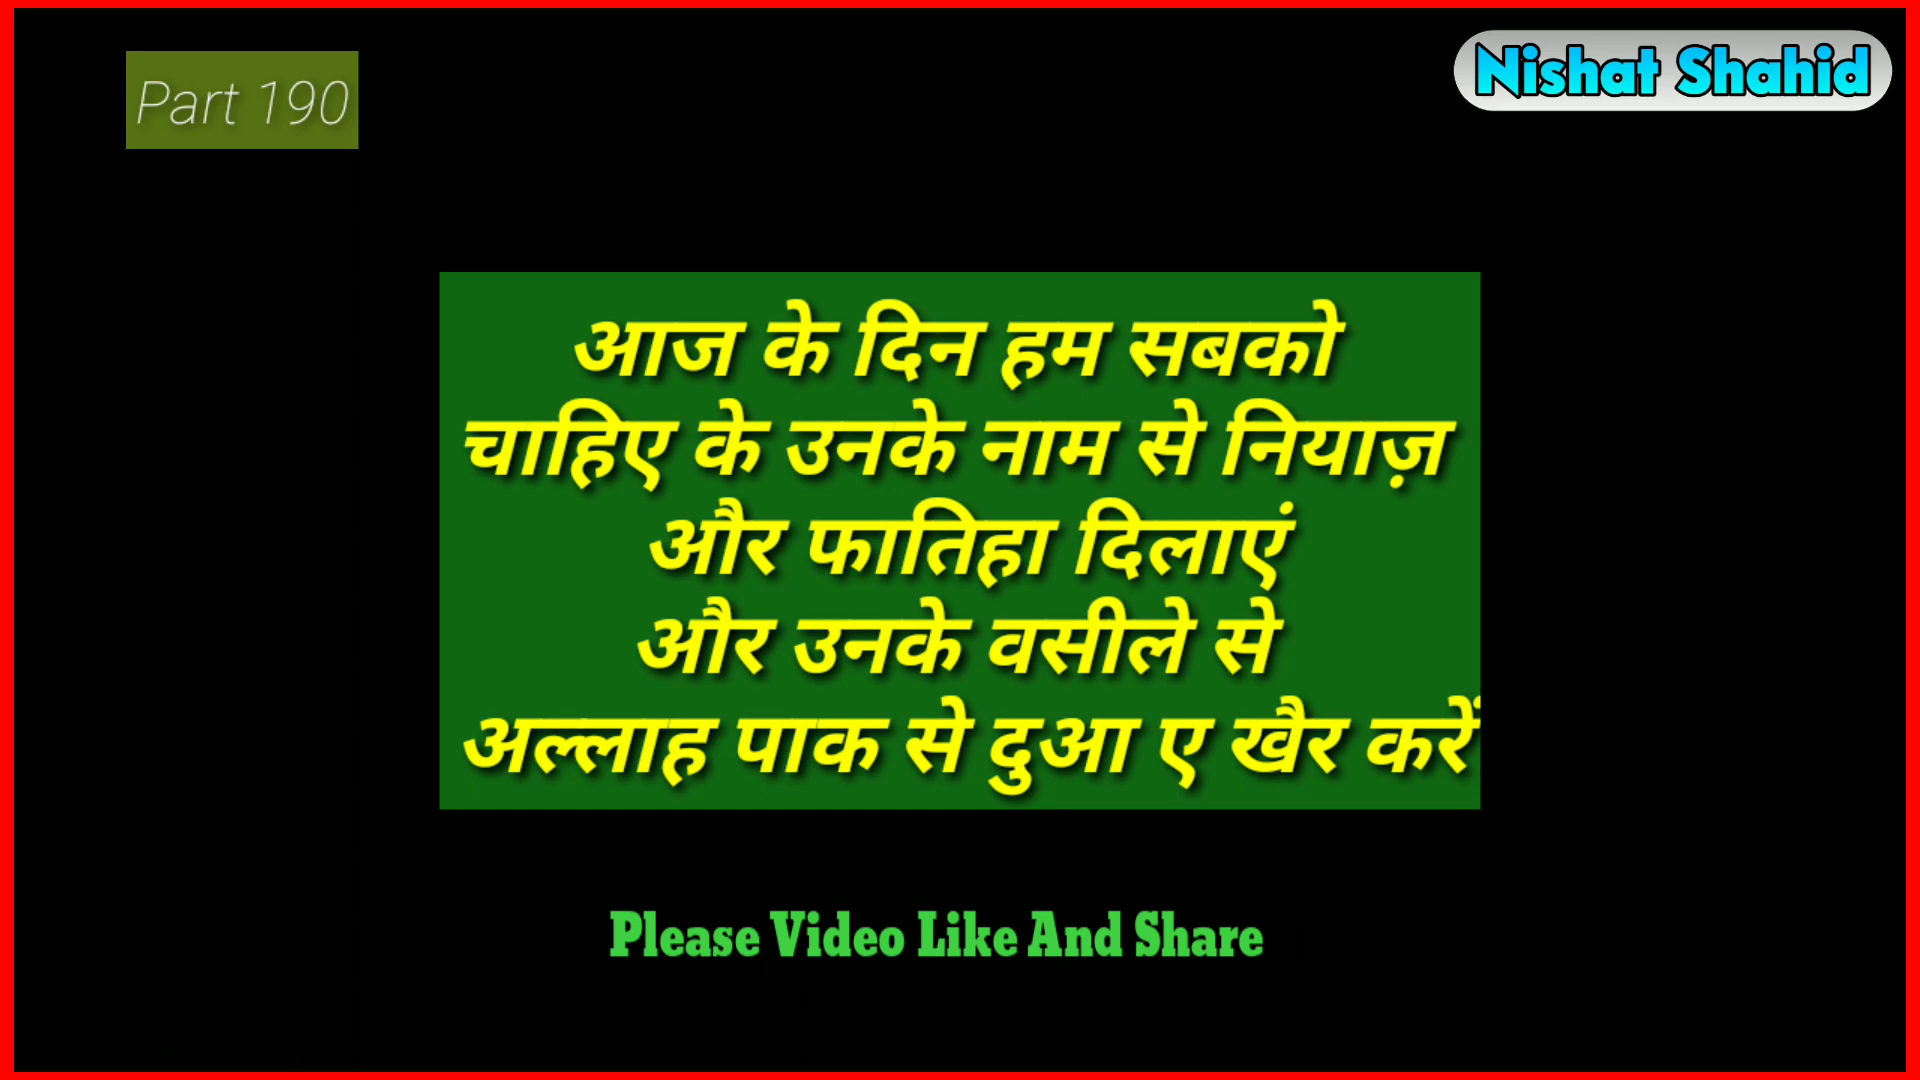 Part 190
Nishat Shahid
आज के दिन हम सबको
चाहिए के उनके नाम से नियाज़
और फातिहा दिलाएं
और उनके वसीले से
अल्लाह पाक से दुआ ए खैर करें
Please Video Like And Share